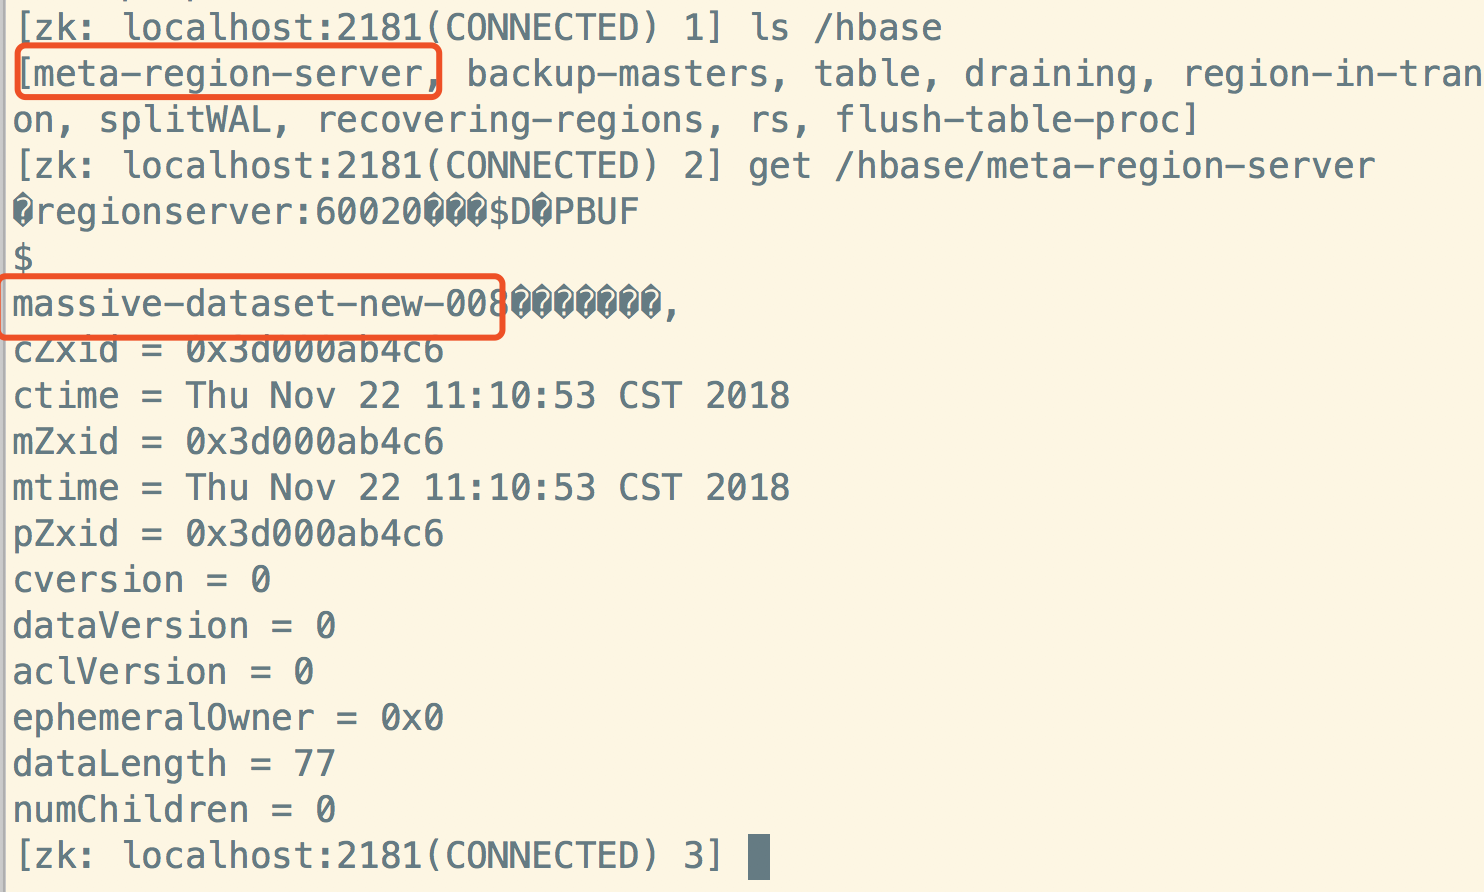 [zk: localhost:2181(CONNECTED) 1] ls /hbase
[meta-region-server, backup-masters, table, draining, region-in-tran
on, splitWAL, recovering-regions, rs, flush-table-proc]
[zk: localhost:2181(CONNECTED) 2] get /hbase/meta-region-server
�regionserver:60020���$D�PBUF
$
massive-dataset-new-008�������,
cZxid = 0x3d000ab4c6
ctime = Thu Nov 22 11:10:53 CST 2018
mZxid = 0x3d000ab4c6
mtime = Thu Nov 22 11:10:53 CST 2018
pZxid = 0x3d000ab4c6
cversion = 0
dataVersion = 0
aclVersion = 0
ephemeralOwner = 0x0
dataLength = 77
numChildren = 0
[zk: localhost:2181(CONNECTED) 3]